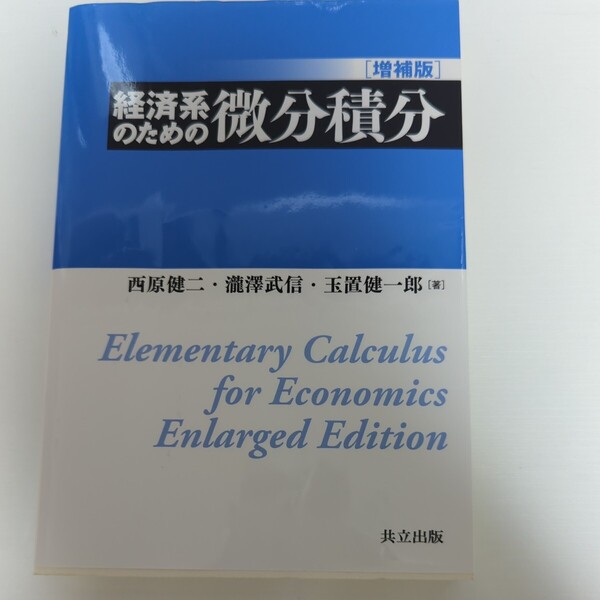 [増補版]
経済系
のための
微分積分
西原健二・瀧澤武信・玉置健一郎[著]
Elementary Calculus
for Economics
Enlarged Edition
共立出版